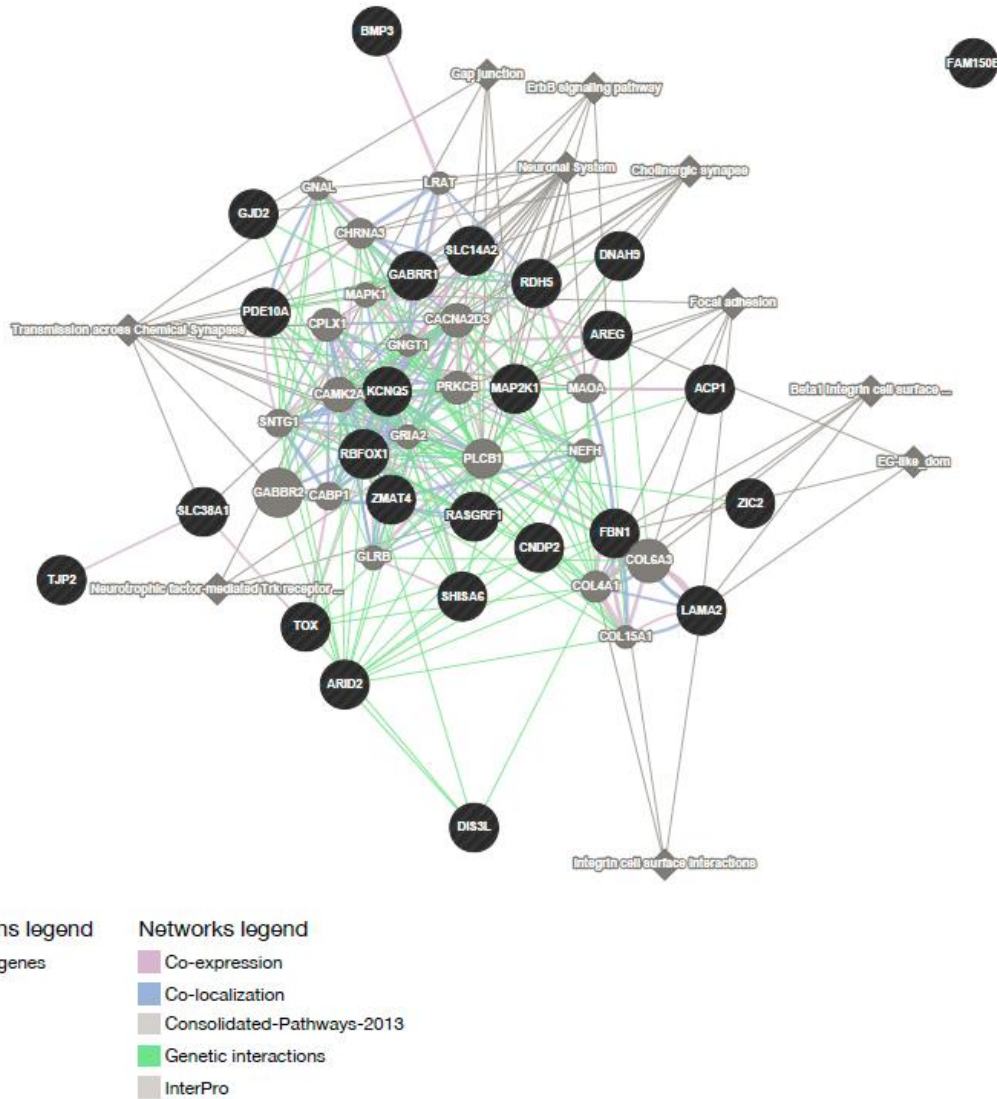 BMP3
FAM150B
Gap junction
ErbB signaling pathway
Neuronal System
Cholinergic synapse
GNAL
LRAT
GJD2
CHRNA3
SLC14A2
DNAH9
GABRR1
RDH5
MAPK1
Focal adhesion
PDE10A
CACNA2D3
CPLX1
Transmission across Chemical Synapses
AREG
GNGT1
CAMK2A
KCNQ5
PRKCB
MAP2K1
MAOA
ACP1
Beta1 integrin cell surface ...
SNTG1
GRIA2
RBFOX1
PLCB1
NEFH
EG-like_dom
GABBR2
CABP1
ZMAT4
ZIC2
SLC38A1
RASGRF1
FBN1
CNDP2
GLRB
COL6A3
TJP2
Neurotrophic factor-mediated Trk receptor ...
COL4A1
SHISA6
LAMA2
TOX
COL15A1
ARID2
DIS3L
Integrin cell surface interactions
ns legend
genes
Networks legend
Co-expression
Co-localization
Consolidated-Pathways-2013
Genetic interactions
InterPro